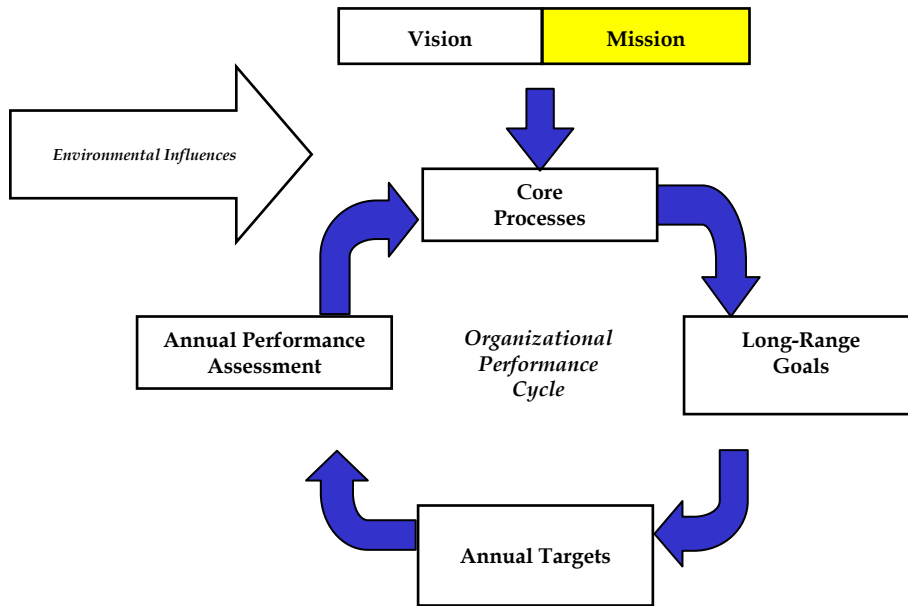 Vision
Mission
Environmental Influences
Core
Processes
Annual Performance
Assessment
Organizational
Performance
Cycle
Long-Range
Goals
Annual Targets